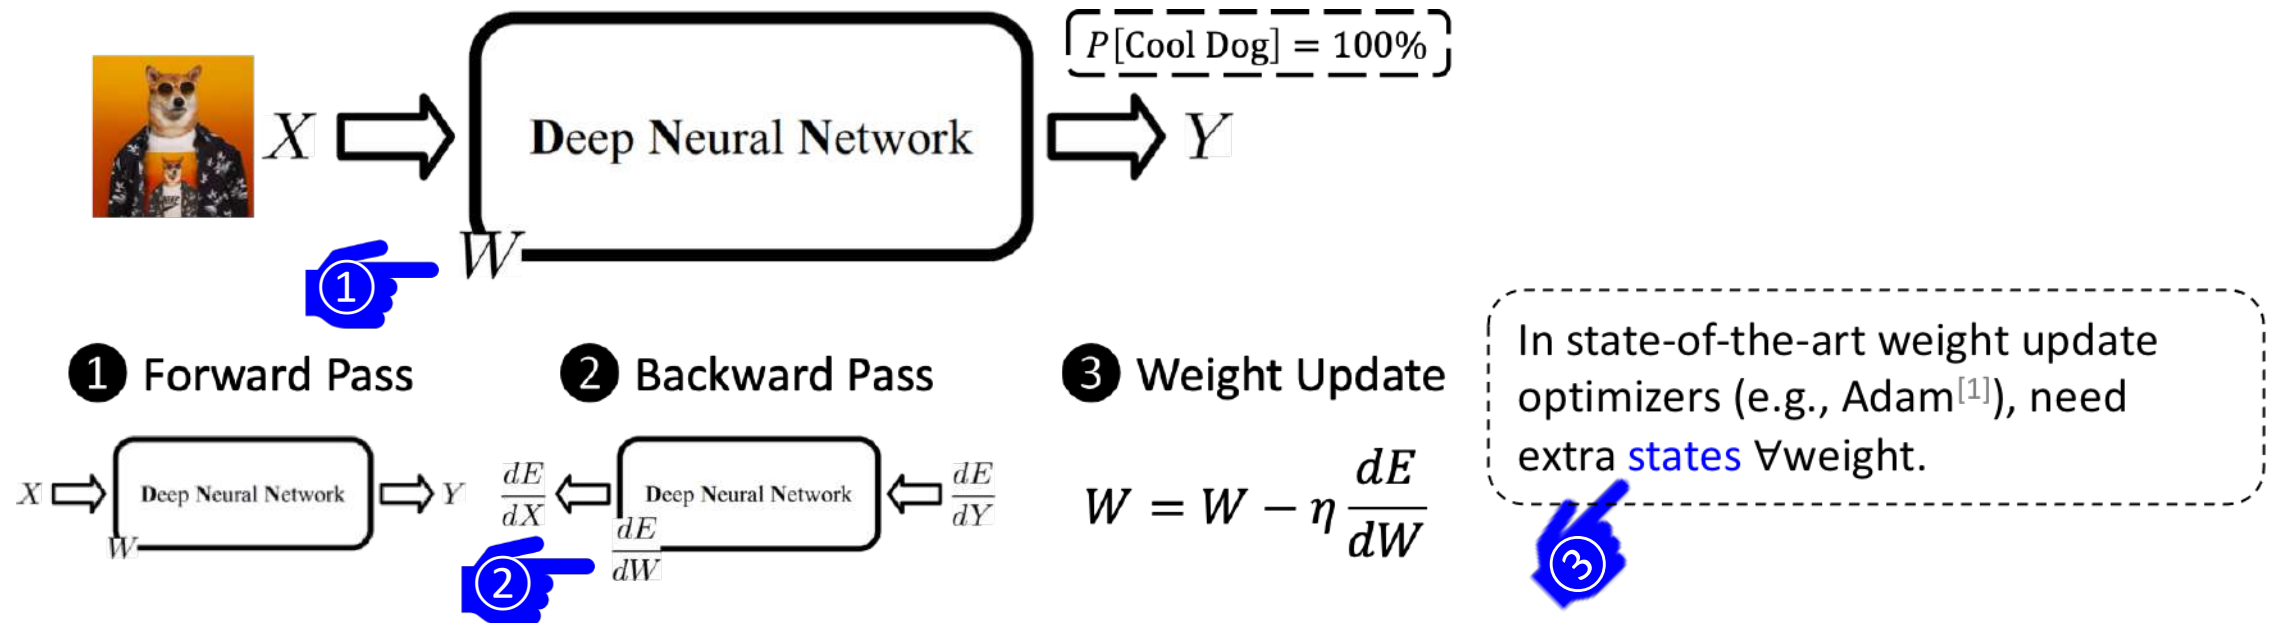 P[Cool Dog] = 100%
X
Deep Neural Network
Y
W
①
❶ Forward Pass
❷ Backward Pass
❸ Weight Update
X
Deep Neural Network
Y
W
dE
dX
Deep Neural Network
dE
dY
dE
dW
②
W = W − η dE/dW
In state-of-the-art weight update
optimizers (e.g., Adam[1]), need
extra states ∀weight.
③